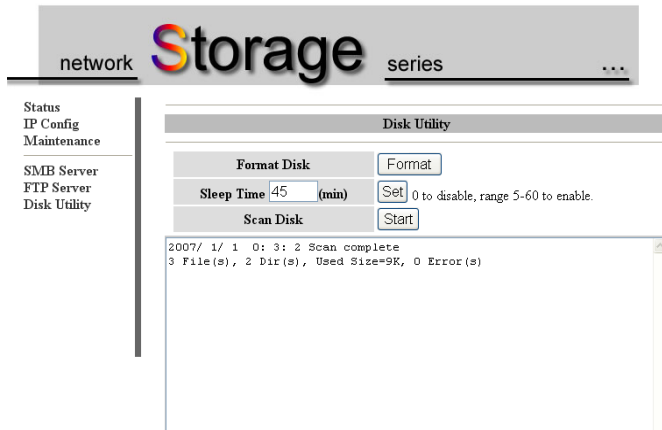 network Storage series ...
Status
IP Config
Maintenance
SMB Server
FTP Server
Disk Utility
Disk Utility
Format Disk Format
Sleep Time 45 (min) Set 0 to disable, range 5-60 to enable.
Scan Disk Start
2007/ 1/ 1 0: 3: 2 Scan complete
3 File(s), 2 Dir(s), Used Size=9K, 0 Error(s)